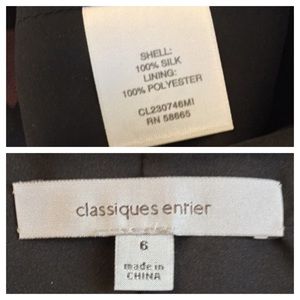 SHELL:
100% SILK
LINING:
100% POLYESTER
CL230746MI
RN 58665
classiques entier
6
made in
CHINA